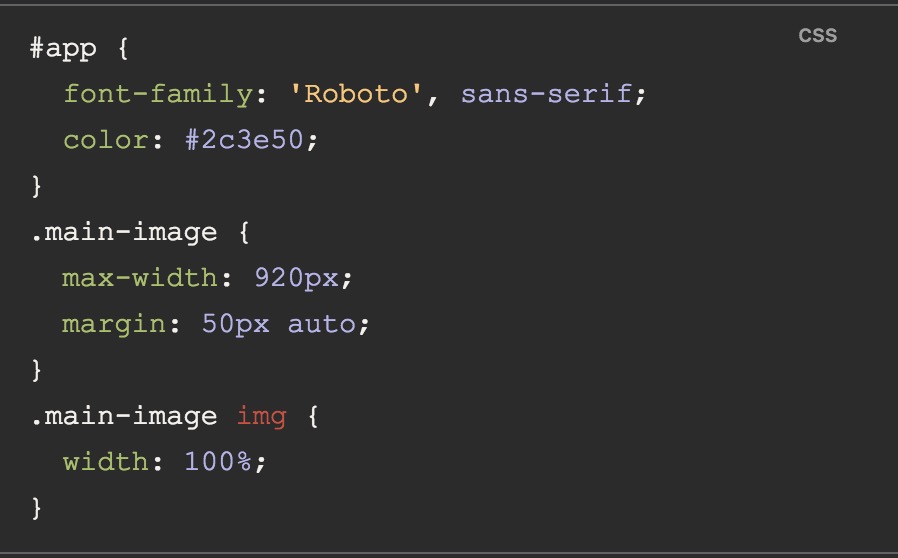 CSS
#app {
  font-family: 'Roboto', sans-serif;
  color: #2c3e50;
}
.main-image {
  max-width: 920px;
  margin: 50px auto;
}
.main-image img {
  width: 100%;
}